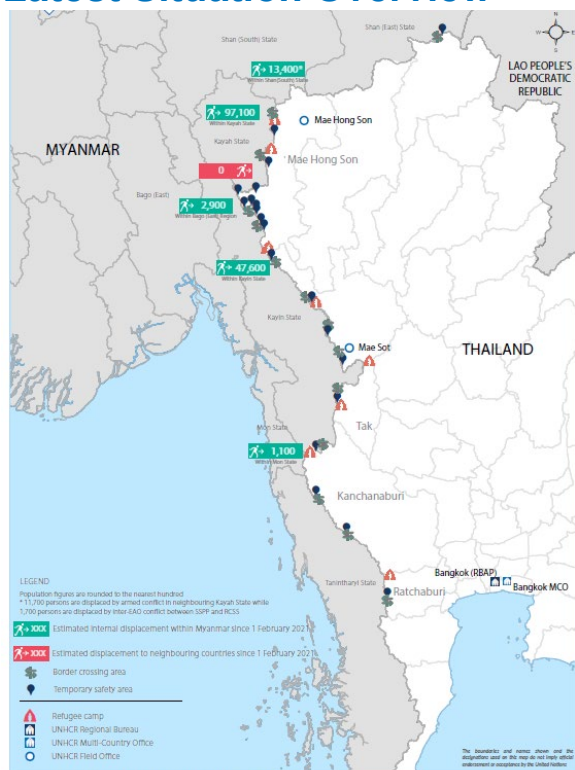 Shan (South) State
Shan (East) State
13,400*
Within Shan (South) State
LAO PEOPLE'S
DEMOCRATIC
REPUBLIC
97,100
Within Kayah State
Mae Hong Son
Kayah State
MYANMAR
Mae Hong Son
0
Bago (East)
2,900
Within Bago (East) Region
47,600
Within Kayin State
Kayin State
Mae Sot
THAILAND
Mon State
Tak
1,100
Within Mon State
Kanchanaburi
Tanintharyi State
Bangkok (RBAP)
Bangkok MCO
Ratchaburi
LEGEND
Population figures are rounded to the nearest hundred
* 11,700 persons are displaced by armed conflict in neighbouring Kayah State while
1,700 persons are displaced by inter-EAO conflict between SSPP and RCSS
XXX Estimated internal displacement within Myanmar since 1 February 2021
XXX Estimated displacement to neighbouring countries since 1 February 2021
Border crossing area
Temporary safety area
Refugee camp
UNHCR Regional Bureau
UNHCR Multi-Country Office
UNHCR Field Office
The boundaries and names shown and the
designations used on this map do not imply official
endorsement or acceptance by the United Nations